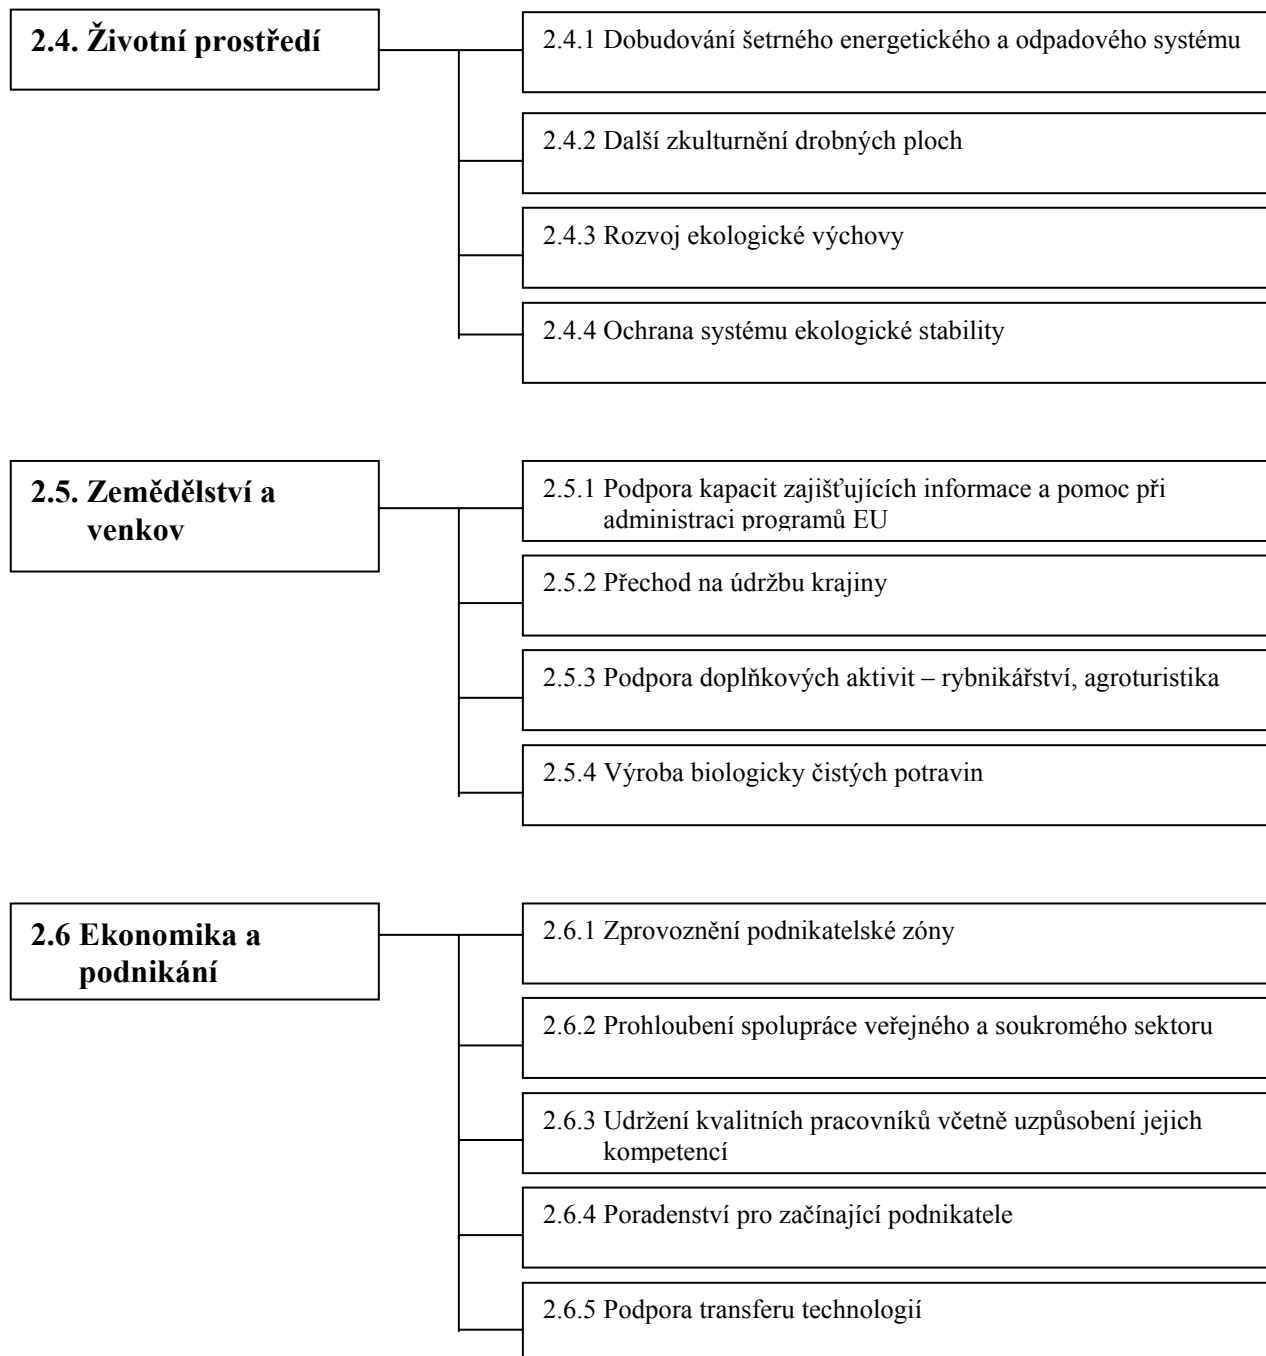 2.4. Životní prostředí
2.4.1 Dobudování šetrného energetického a odpadového systému
2.4.2 Další zkulturnění drobných ploch
2.4.3 Rozvoj ekologické výchovy
2.4.4 Ochrana systému ekologické stability
2.5. Zemědělství a
venkov
2.5.1 Podpora kapacit zajišťujících informace a pomoc při
administraci programů EU
2.5.2 Přechod na údržbu krajiny
2.5.3 Podpora doplňkových aktivit – rybnikářství, agroturistika
2.5.4 Výroba biologicky čistých potravin
2.6 Ekonomika a
podnikání
2.6.1 Zprovoznění podnikatelské zóny
2.6.2 Prohloubení spolupráce veřejného a soukromého sektoru
2.6.3 Udržení kvalitních pracovníků včetně uzpůsobení jejich
kompetencí
2.6.4 Poradenství pro začínající podnikatele
2.6.5 Podpora transferu technologií